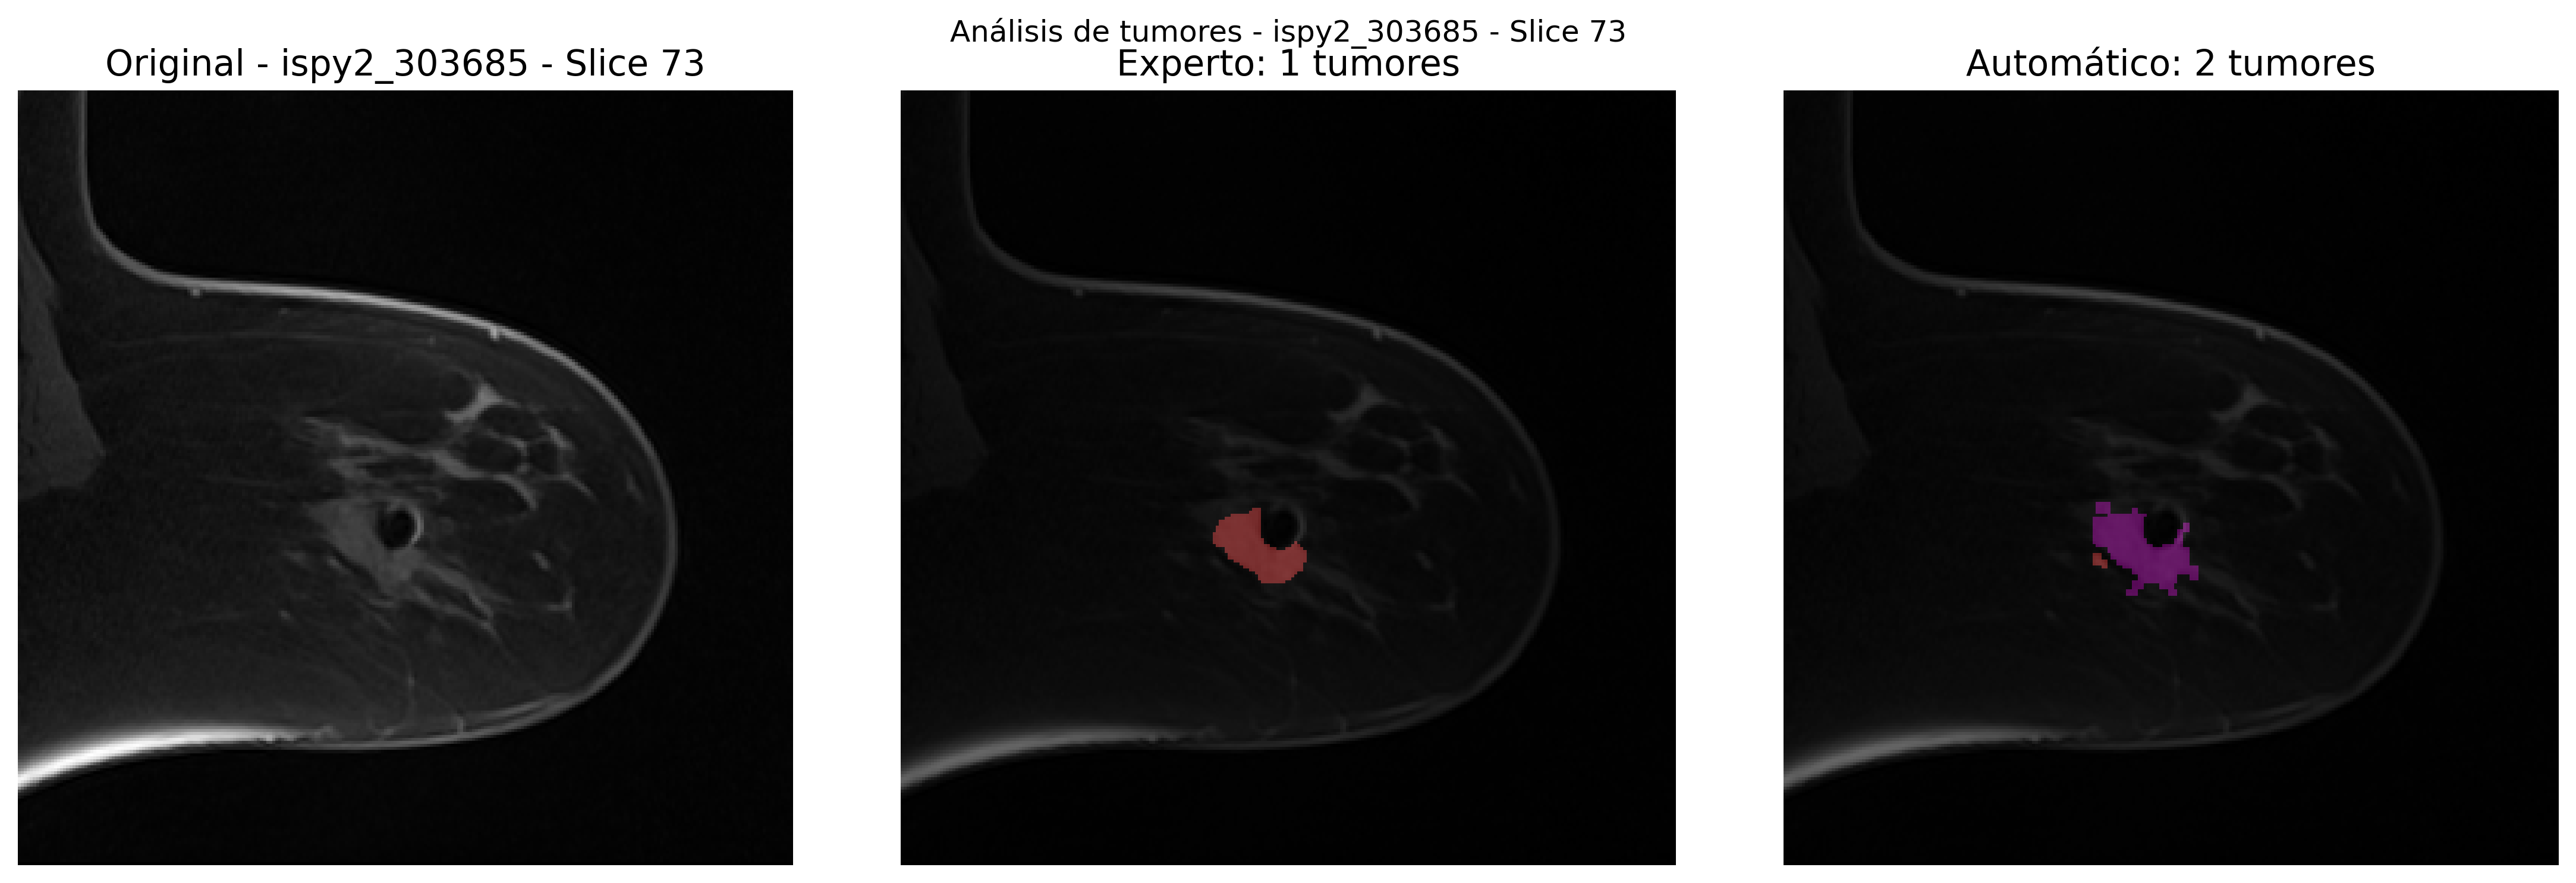 Análisis de tumores - ispy2_303685 - Slice 73
Original - ispy2_303685 - Slice 73
Experto: 1 tumores
Automático: 2 tumores